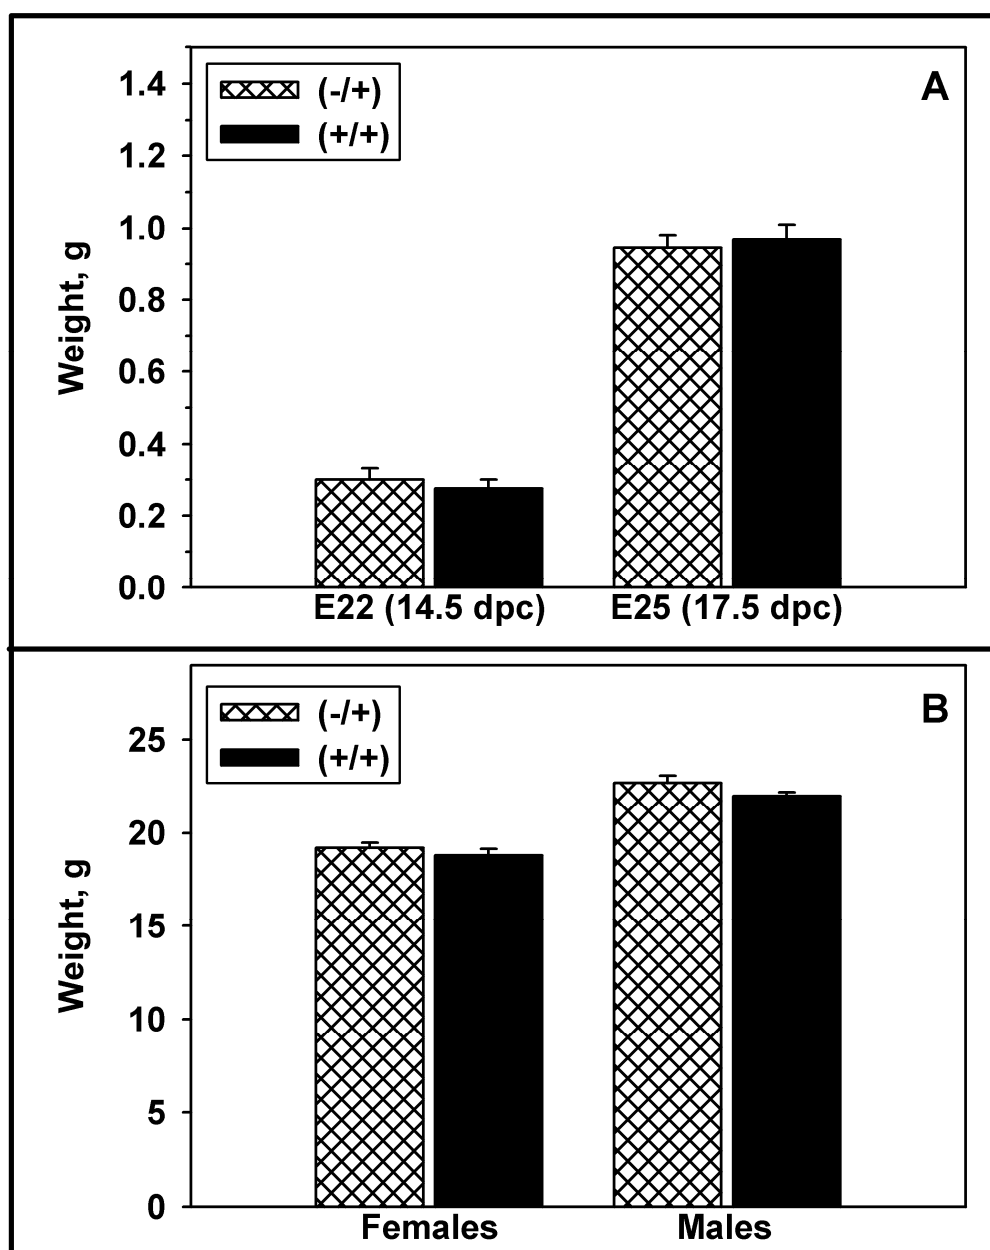 A
(-/+)
(+/+)
1.4
1.2
1.0
0.8
0.6
0.4
0.2
0.0
Weight, g
E22 (14.5 dpc)
E25 (17.5 dpc)
B
(-/+)
(+/+)
25
20
15
10
5
0
Weight, g
Females
Males